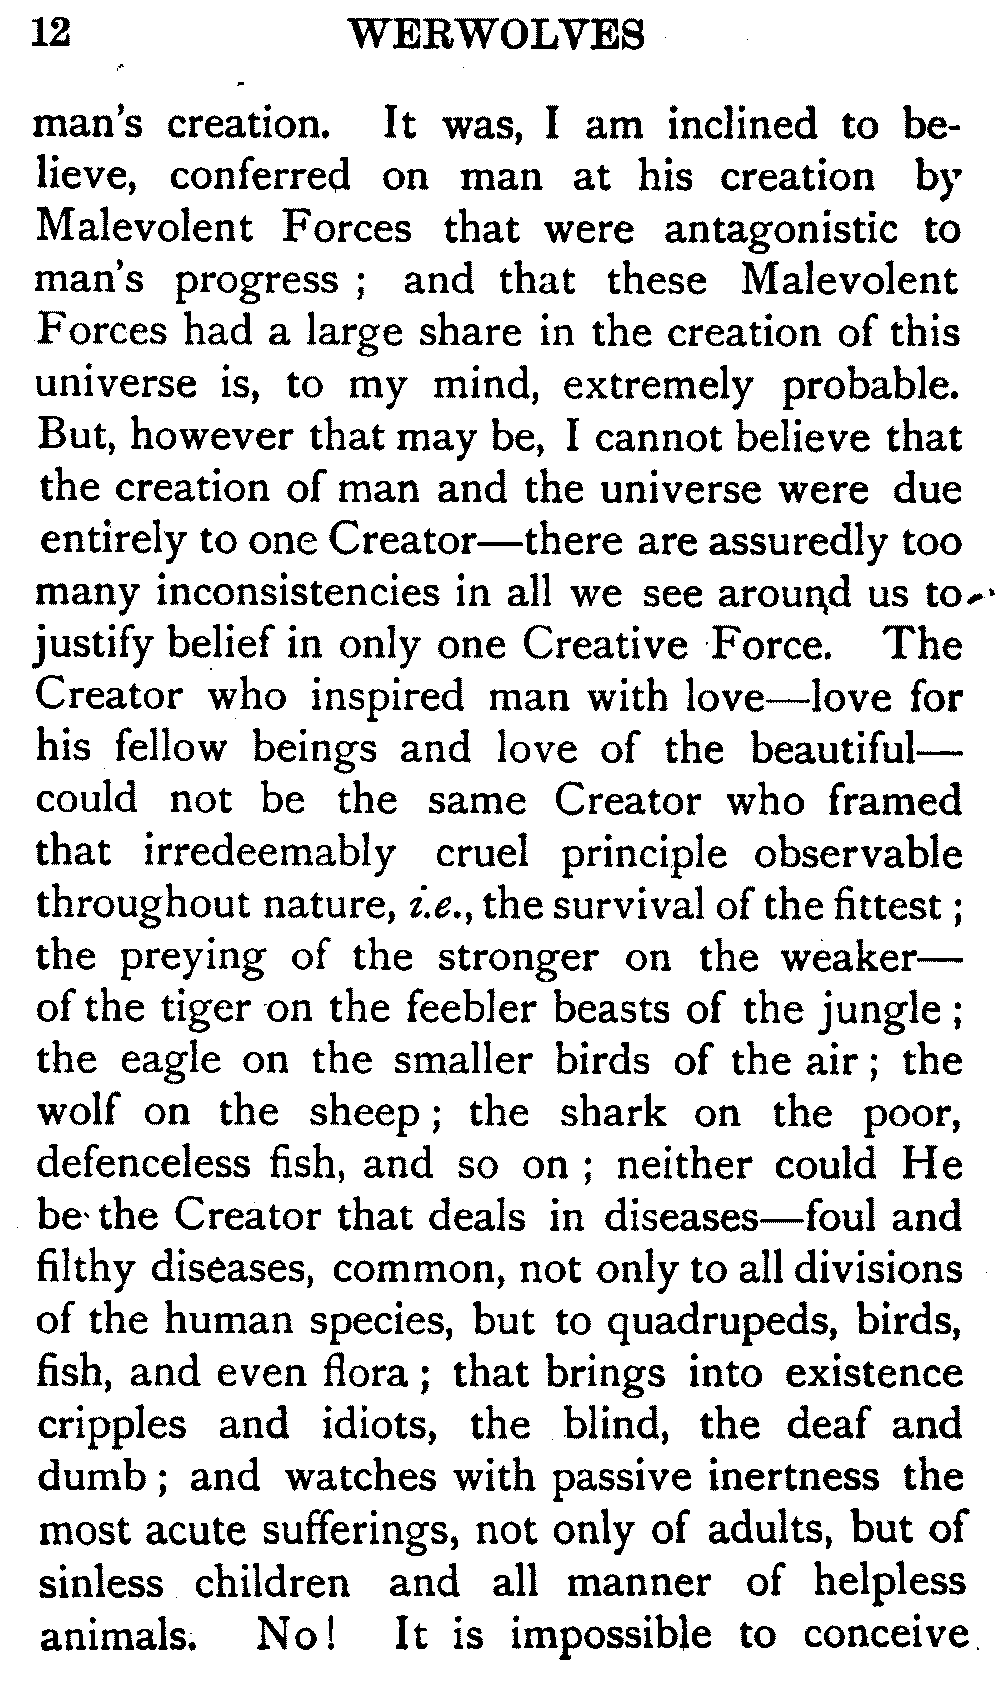 12 WERWOLVES
man's creation. It was, I am inclined to be-
lieve, conferred on man at his creation by
Malevolent Forces that were antagonistic to
man's progress ; and that these Malevolent
Forces had a large share in the creation of this
universe is, to my mind, extremely probable.
But, however that may be, I cannot believe that
the creation of man and the universe were due
entirely to one Creator—there are assuredly too
many inconsistencies in all we see around us to
justify belief in only one Creative Force. The
Creator who inspired man with love—love for
his fellow beings and love of the beautiful—
could not be the same Creator who framed
that irredeemably cruel principle observable
throughout nature, i.e., the survival of the fittest ;
the preying of the stronger on the weaker—
of the tiger on the feebler beasts of the jungle ;
the eagle on the smaller birds of the air ; the
wolf on the sheep ; the shark on the poor,
defenceless fish, and so on ; neither could He
be the Creator that deals in diseases—foul and
filthy diseases, common, not only to all divisions
of the human species, but to quadrupeds, birds,
fish, and even flora ; that brings into existence
cripples and idiots, the blind, the deaf and
dumb ; and watches with passive inertness the
most acute sufferings, not only of adults, but of
sinless children and all manner of helpless
animals. No ! It is impossible to conceive